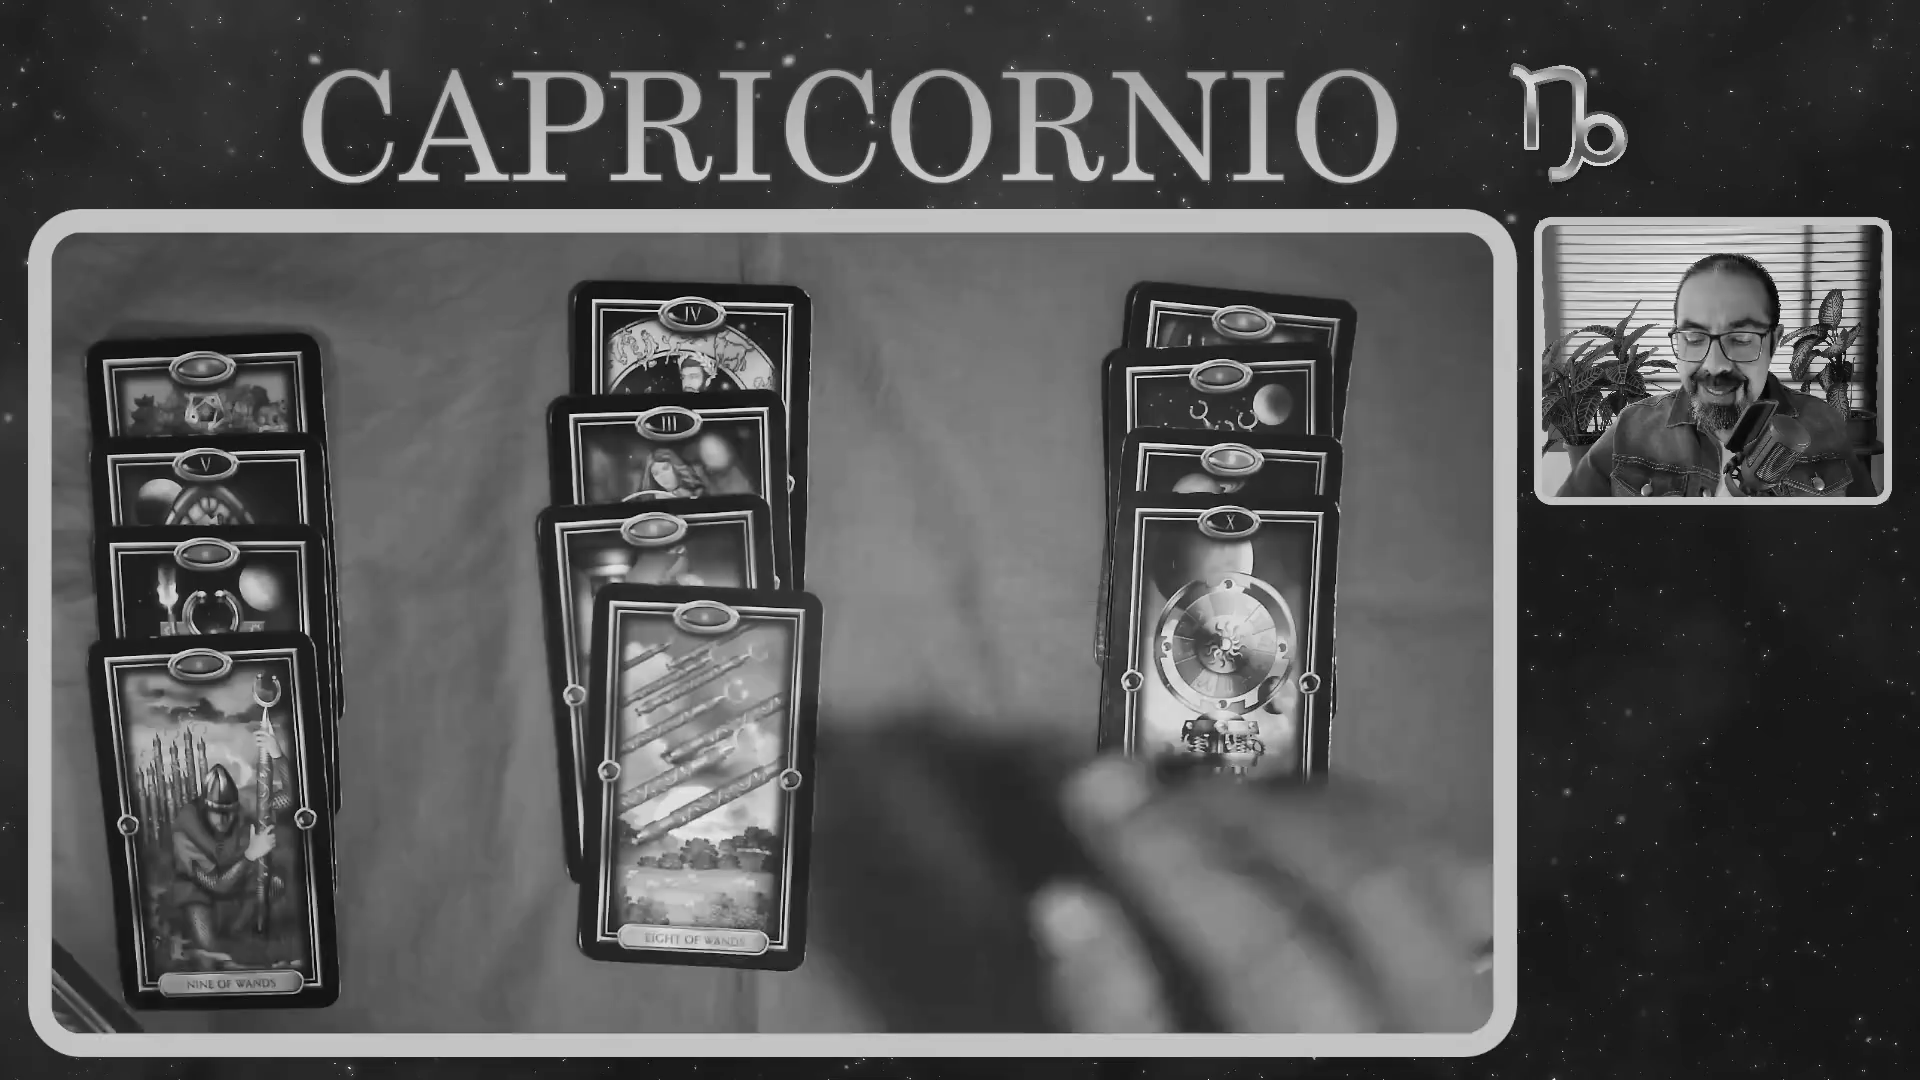 CAPRICORNIO
IV
III
V
X
EIGHT OF WANDS
NINE OF WANDS